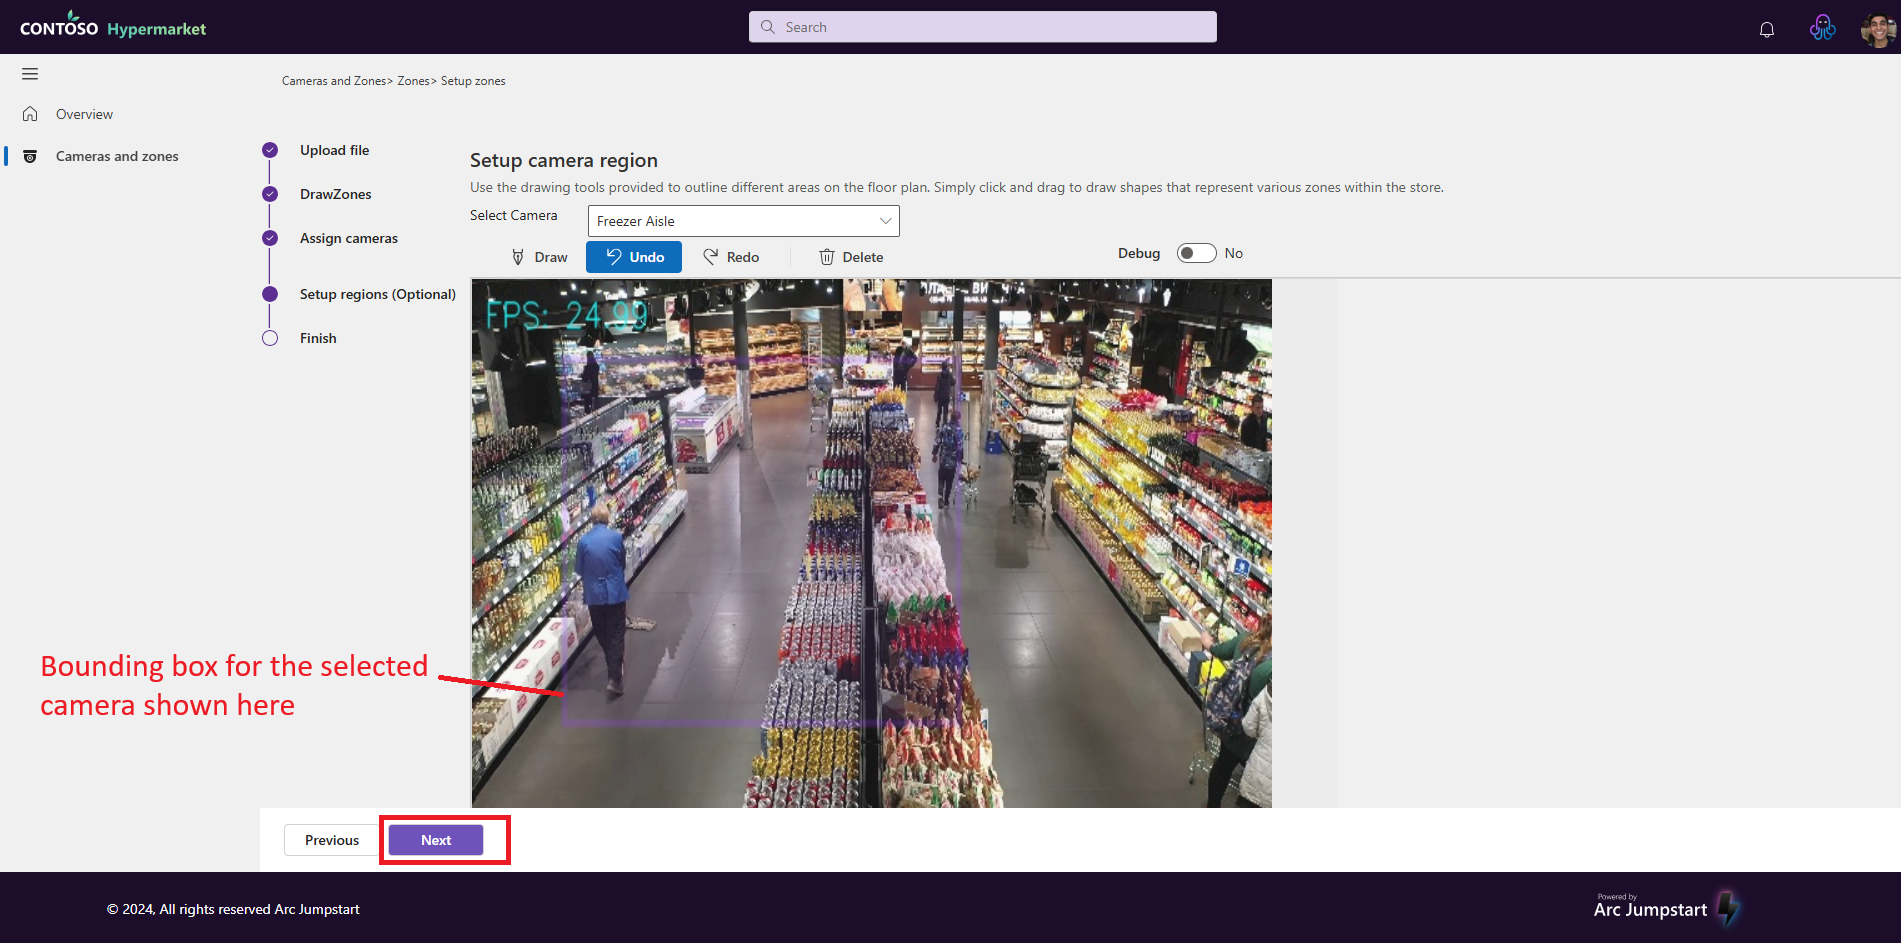 CONTOSO Hypermarket
Search
Cameras and Zones> Zones> Setup zones
Overview
Cameras and zones
Upload file
DrawZones
Assign cameras
Setup regions (Optional)
Finish
Setup camera region
Use the drawing tools provided to outline different areas on the floor plan. Simply click and drag to draw shapes that represent various zones within the store.
Select Camera
Freezer Aisle
Draw
Undo
Redo
Delete
Debug
No
FPS: 24.99
Bounding box for the selected
camera shown here
Previous
Next
© 2024, All rights reserved Arc Jumpstart
Powered by
Arc Jumpstart